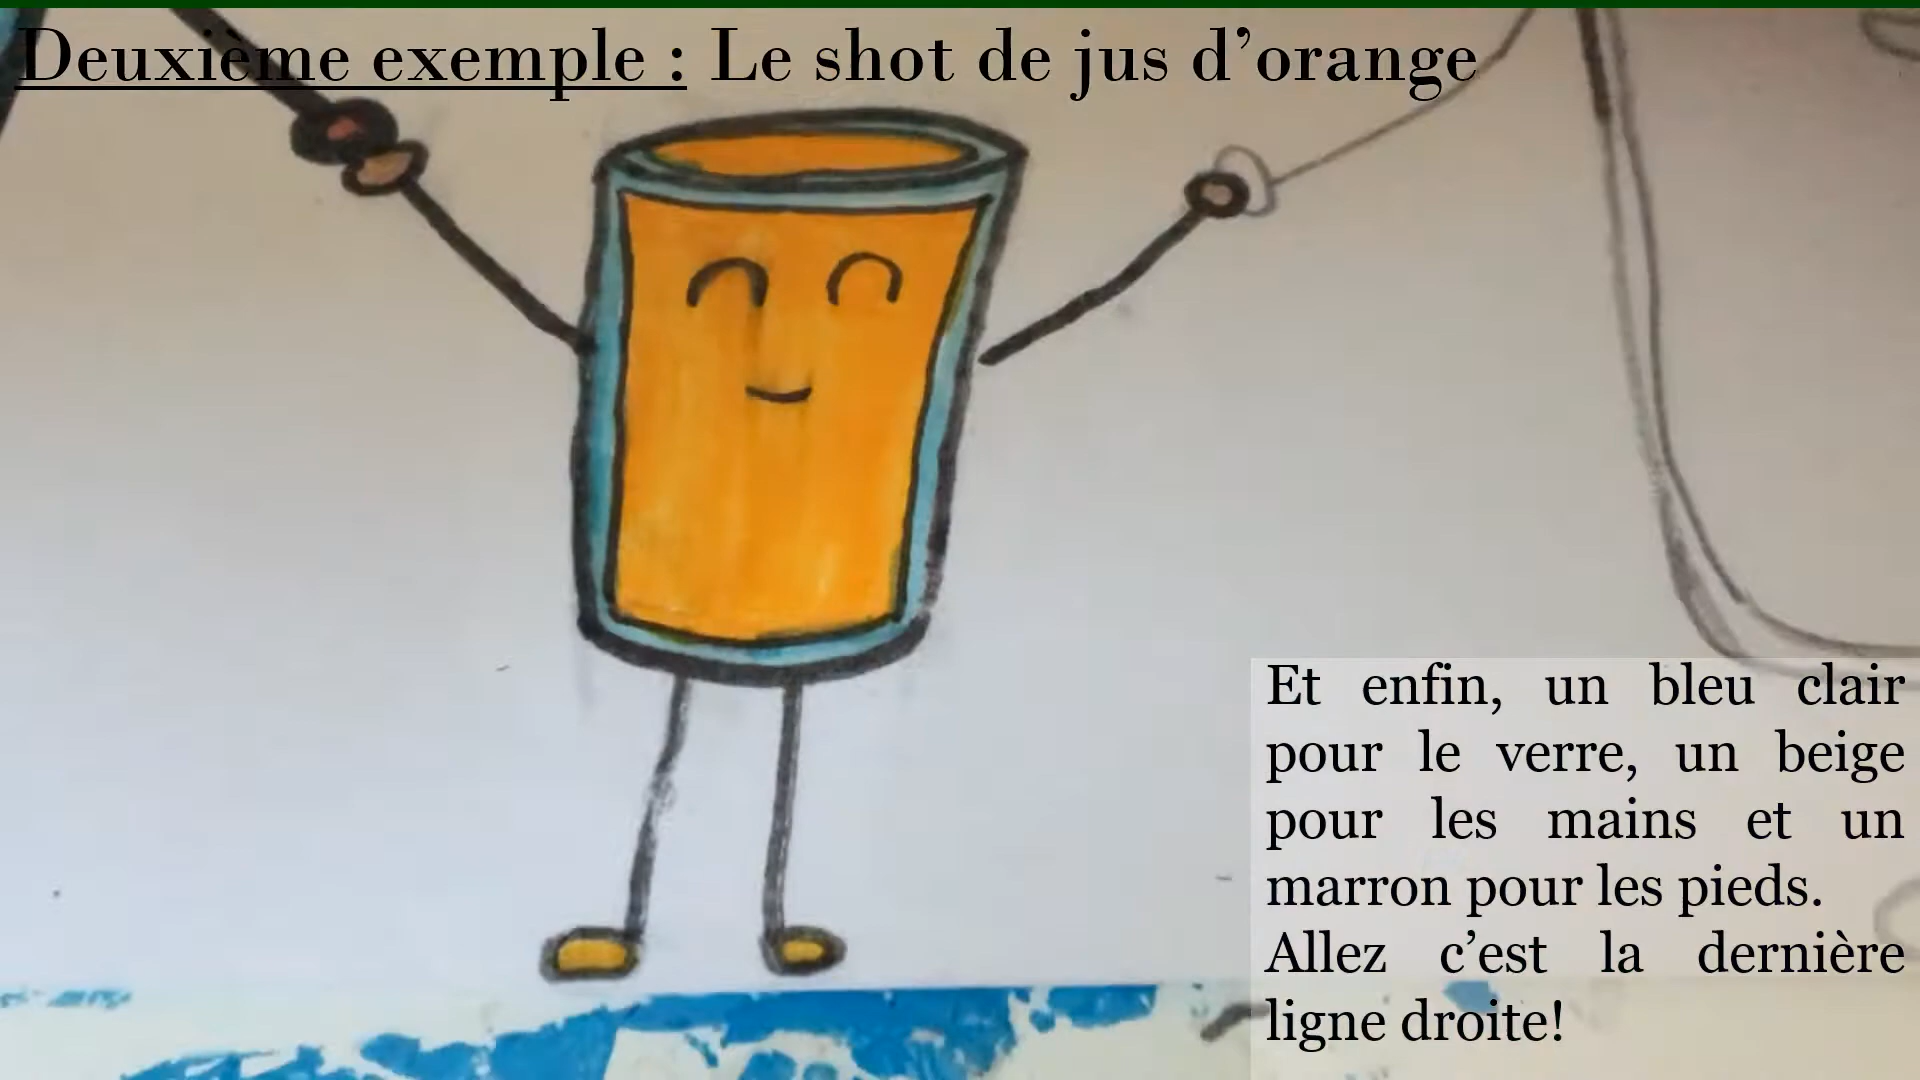 Deuxième exemple : Le shot de jus d’orange
Et enfin, un bleu clair
pour le verre, un beige
pour les mains et un
marron pour les pieds.
Allez c’est la dernière
ligne droite!